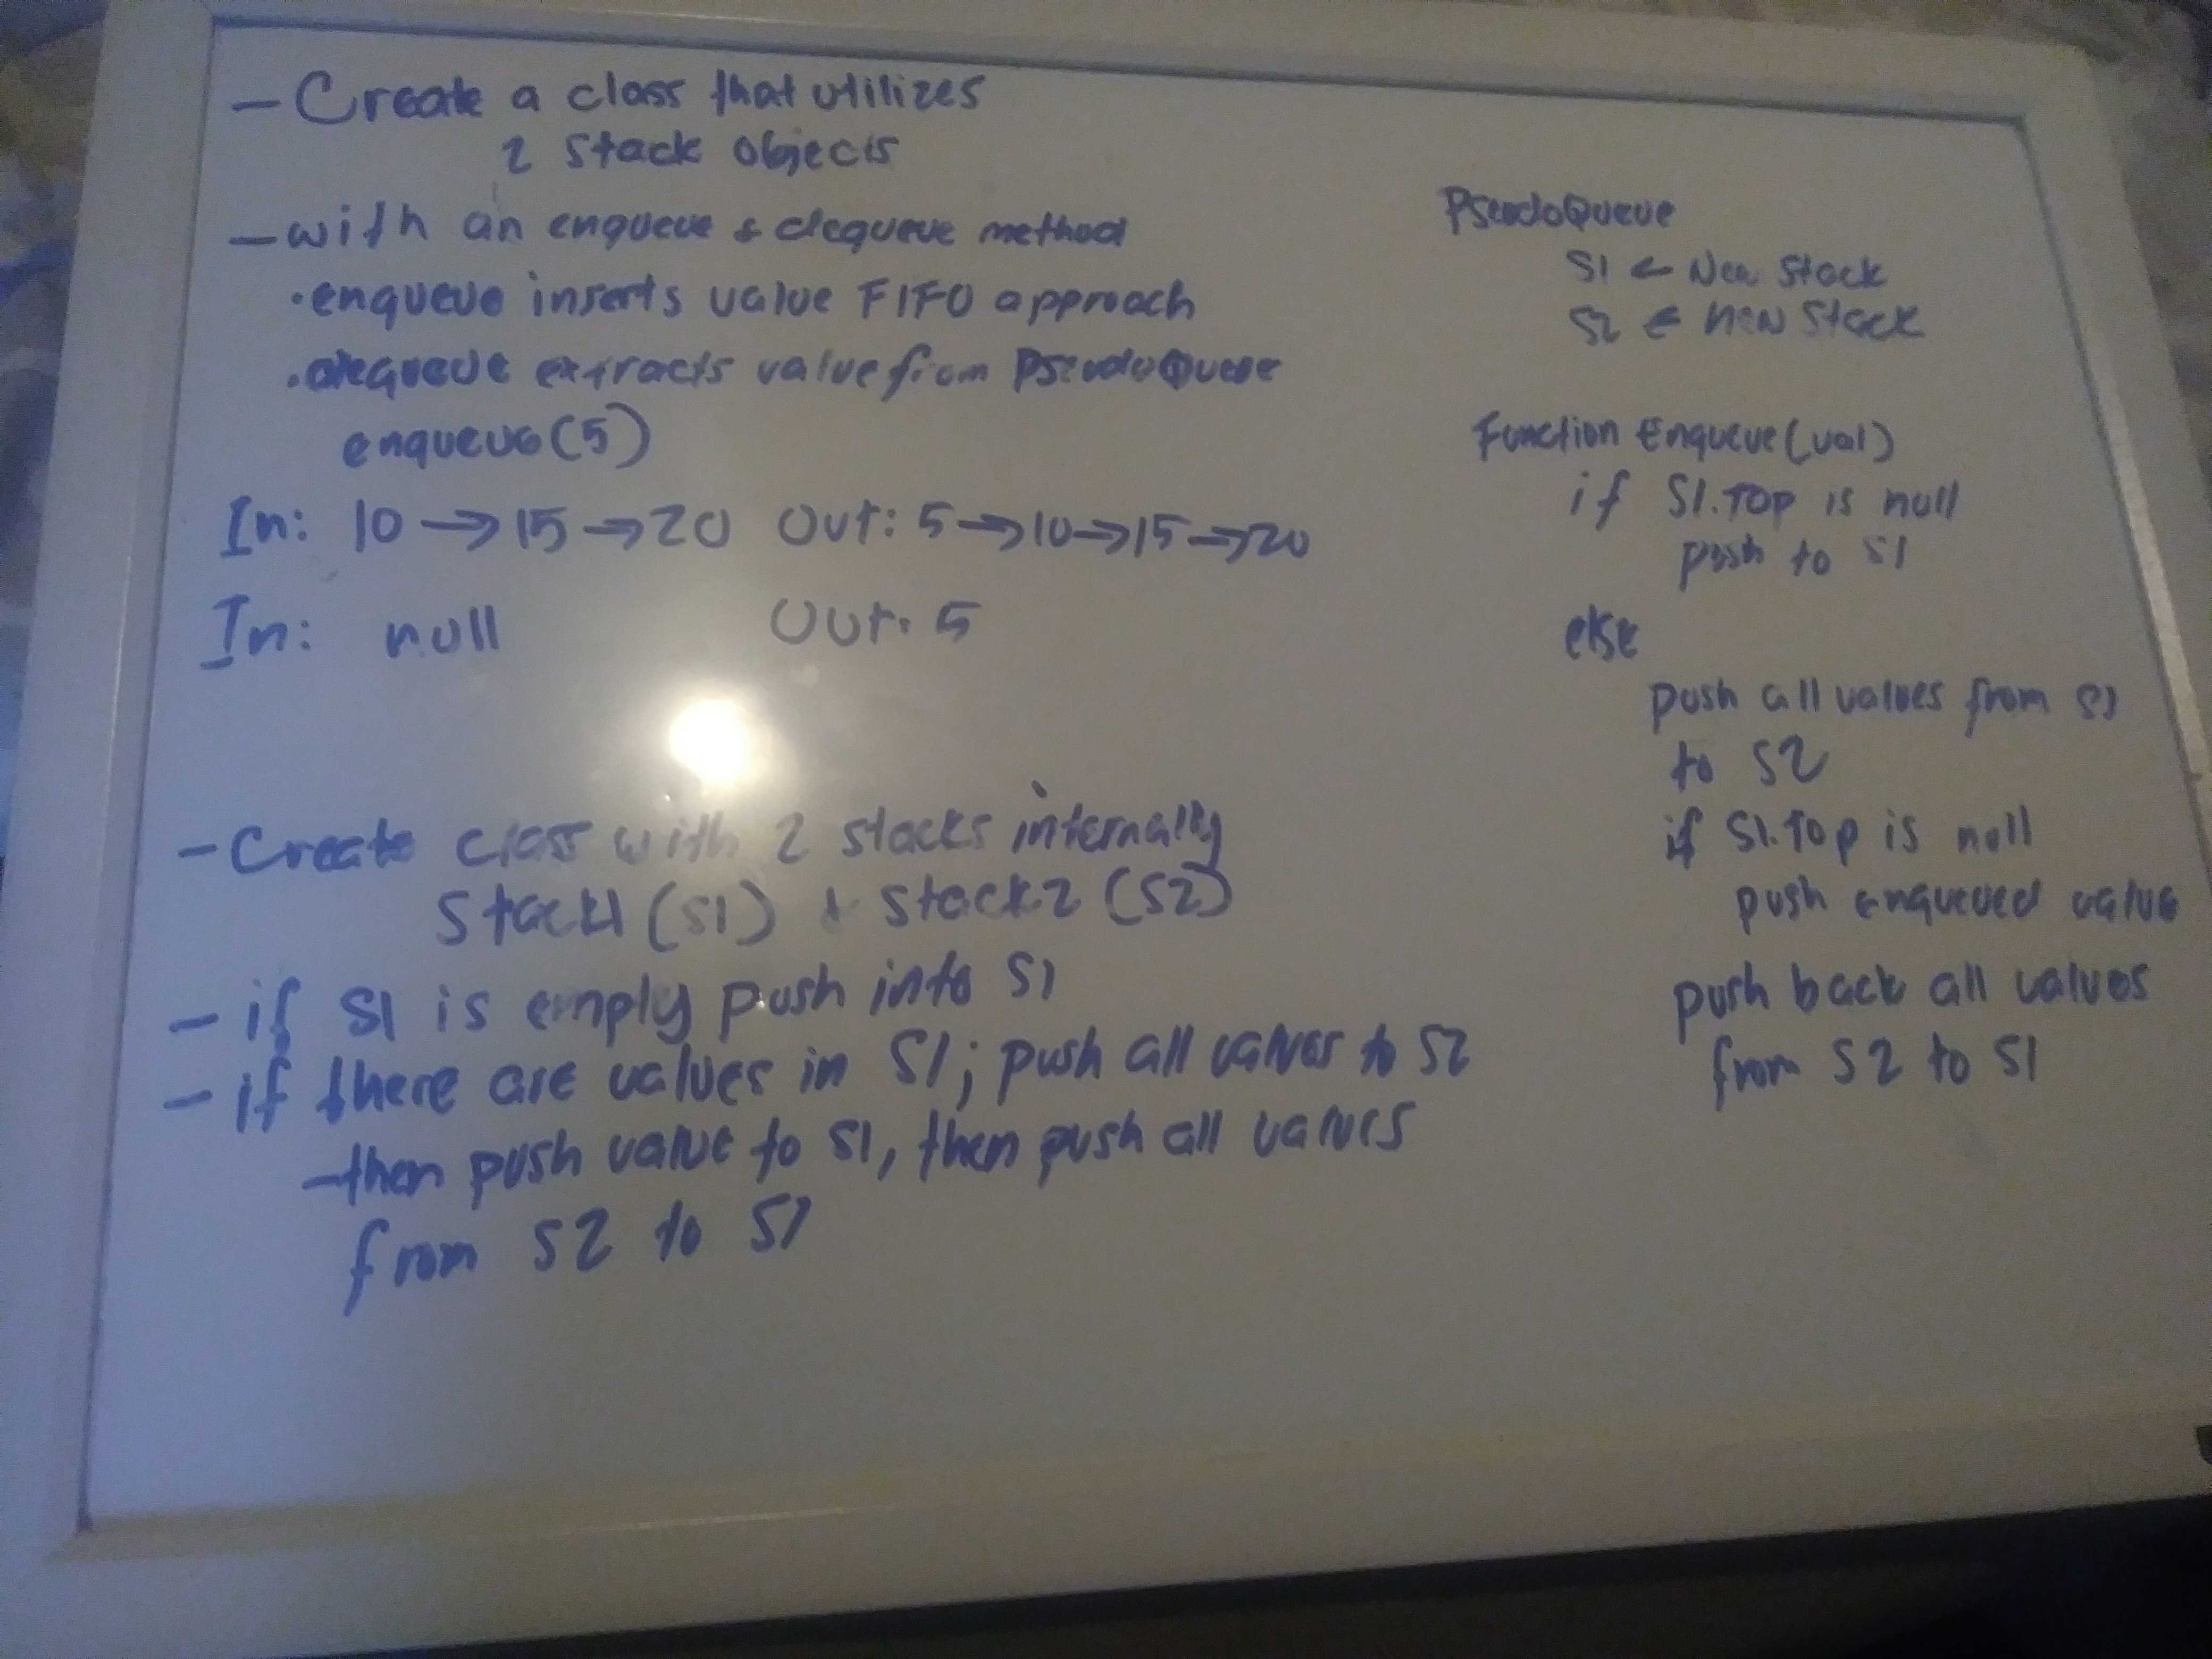 - Create a class that utilizes
2 Stack Objects
- with an enqueue & dequeue method
• enqueue inserts value FIFO approach
• dequeue extracts value from PseudoQueue
enqueue(5)
In: 10 → 15 → 20 Out: 5 → 10 → 15 → 20
In: null Out: 5
- Create class with 2 stacks internally
Stack1 (S1) & Stack2 (S2)
- if S1 is empty push into S1
- if there are values in S1; push all values to S2
- then push value to S1, then push all values
from S2 to S1
PseudoQueue
S1 ← New Stack
S2 ← new Stack
Function Enqueue(val)
if S1.Top is null
push to S1
else
push all values from S1
to S2
if S1.Top is null
push enqueued value
push back all values
from S2 to S1